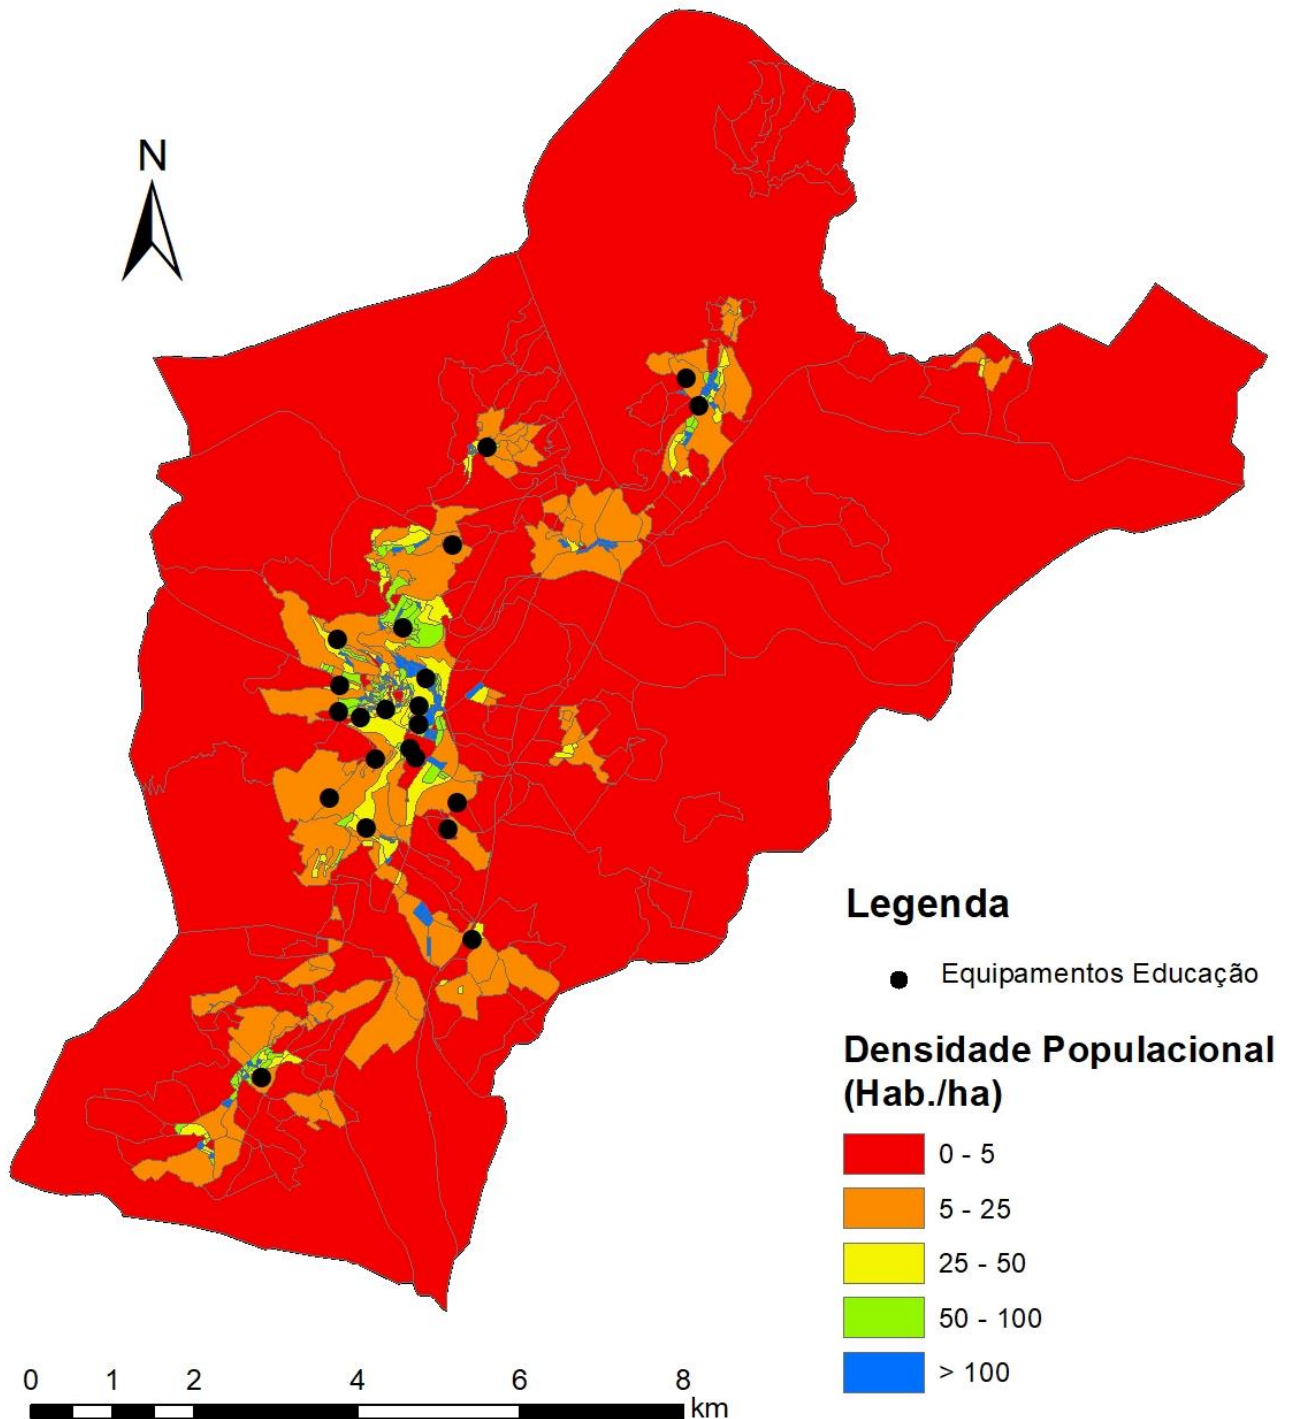 N
Legenda
Equipamentos Educação
Densidade Populacional
(Hab./ha)
0 - 5
5 - 25
25 - 50
50 - 100
> 100
0 1 2 4 6 8
km